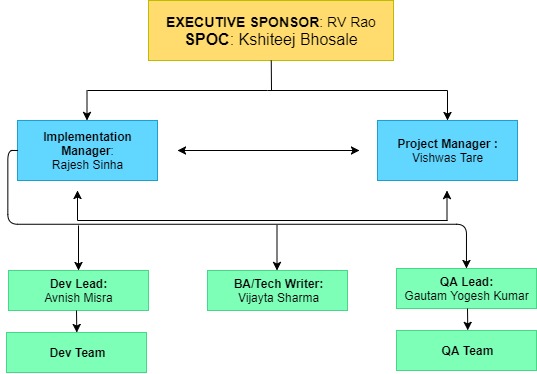 EXECUTIVE SPONSOR: RV Rao
SPOC: Kshiteej Bhosale
Implementation
Manager:
Rajesh Sinha
Project Manager :
Vishwas Tare
Dev Lead:
Avnish Misra
BA/Tech Writer:
Vijayta Sharma
QA Lead:
Gautam Yogesh Kumar
Dev Team
QA Team